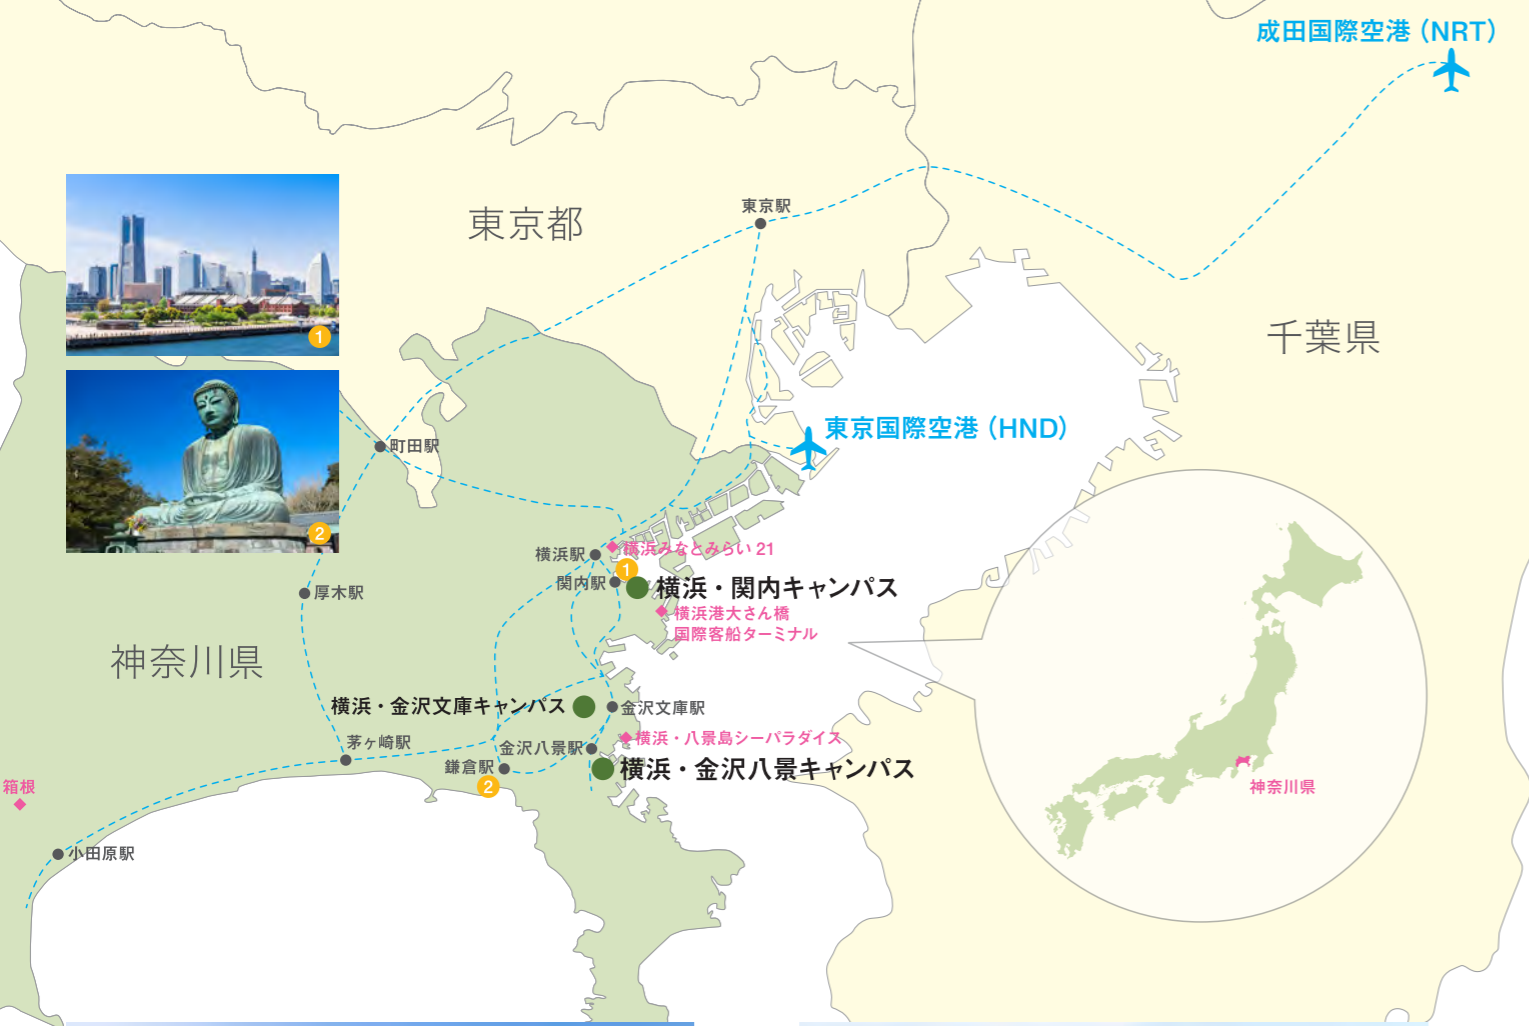 成田国際空港（NRT）
東京駅
東京都
1
千葉県
東京国際空港（HND）
町田駅
2
横浜駅
横浜みなとみらい 21
1
関内駅
横浜・関内キャンパス
厚木駅
横浜港大さん橋
国際客船ターミナル
神奈川県
横浜・金沢文庫キャンパス
金沢文庫駅
横浜・八景島シーパラダイス
茅ヶ崎駅
金沢八景駅
鎌倉駅
横浜・金沢八景キャンパス
2
箱根
神奈川県
小田原駅